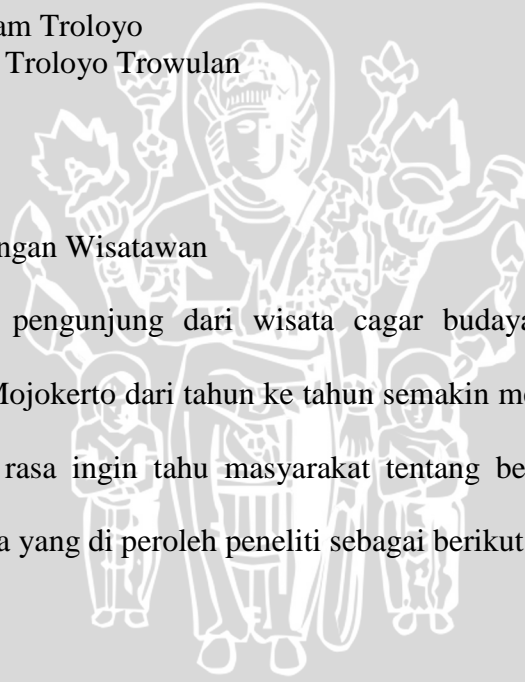 am Troloyo
Troloyo Trowulan
ngan Wisatawan
pengunjung dari wisata cagar budaya
Mojokerto dari tahun ke tahun semakin me
rasa ingin tahu masyarakat tentang be
a yang di peroleh peneliti sebagai berikut